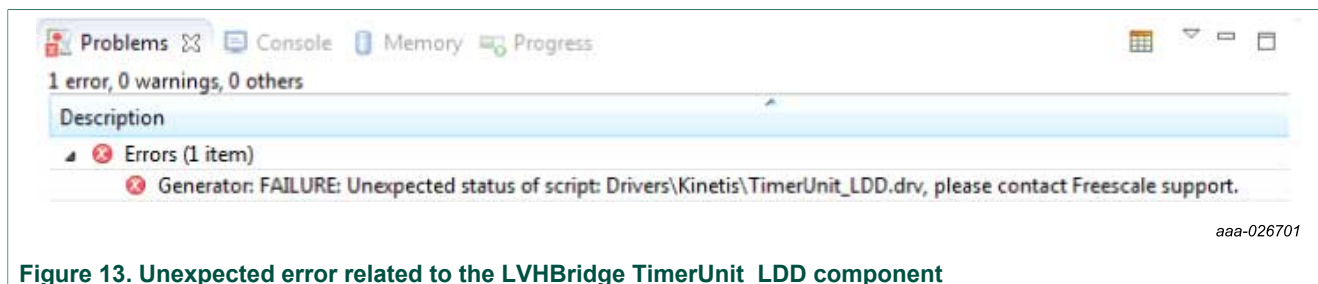 Problems Console Memory Progress
1 error, 0 warnings, 0 others
Description
Errors (1 item)
Generator: FAILURE: Unexpected status of script: Drivers\Kinetis\TimerUnit_LDD.drv, please contact Freescale support.
aaa-026701
Figure 13. Unexpected error related to the LVHBridge TimerUnit_LDD component